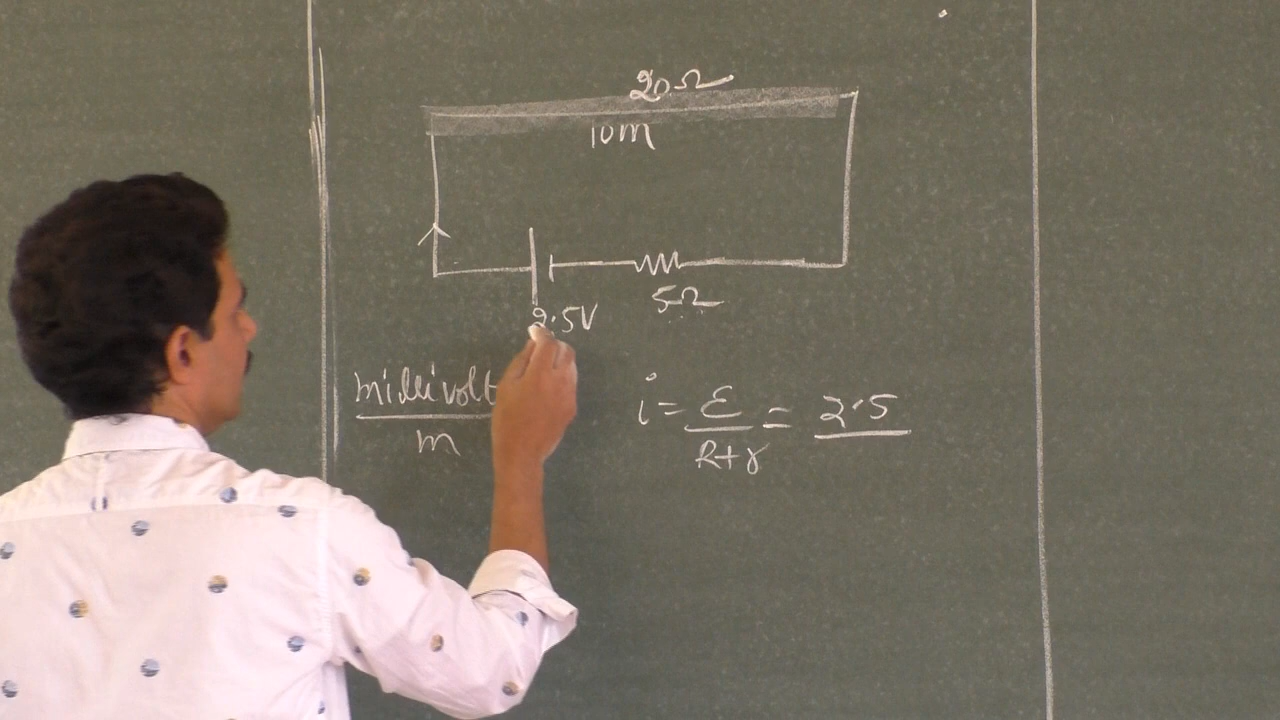 20Ω
10m
5Ω
2.5V
millivolt
m
i = ε = 2.5
R+r